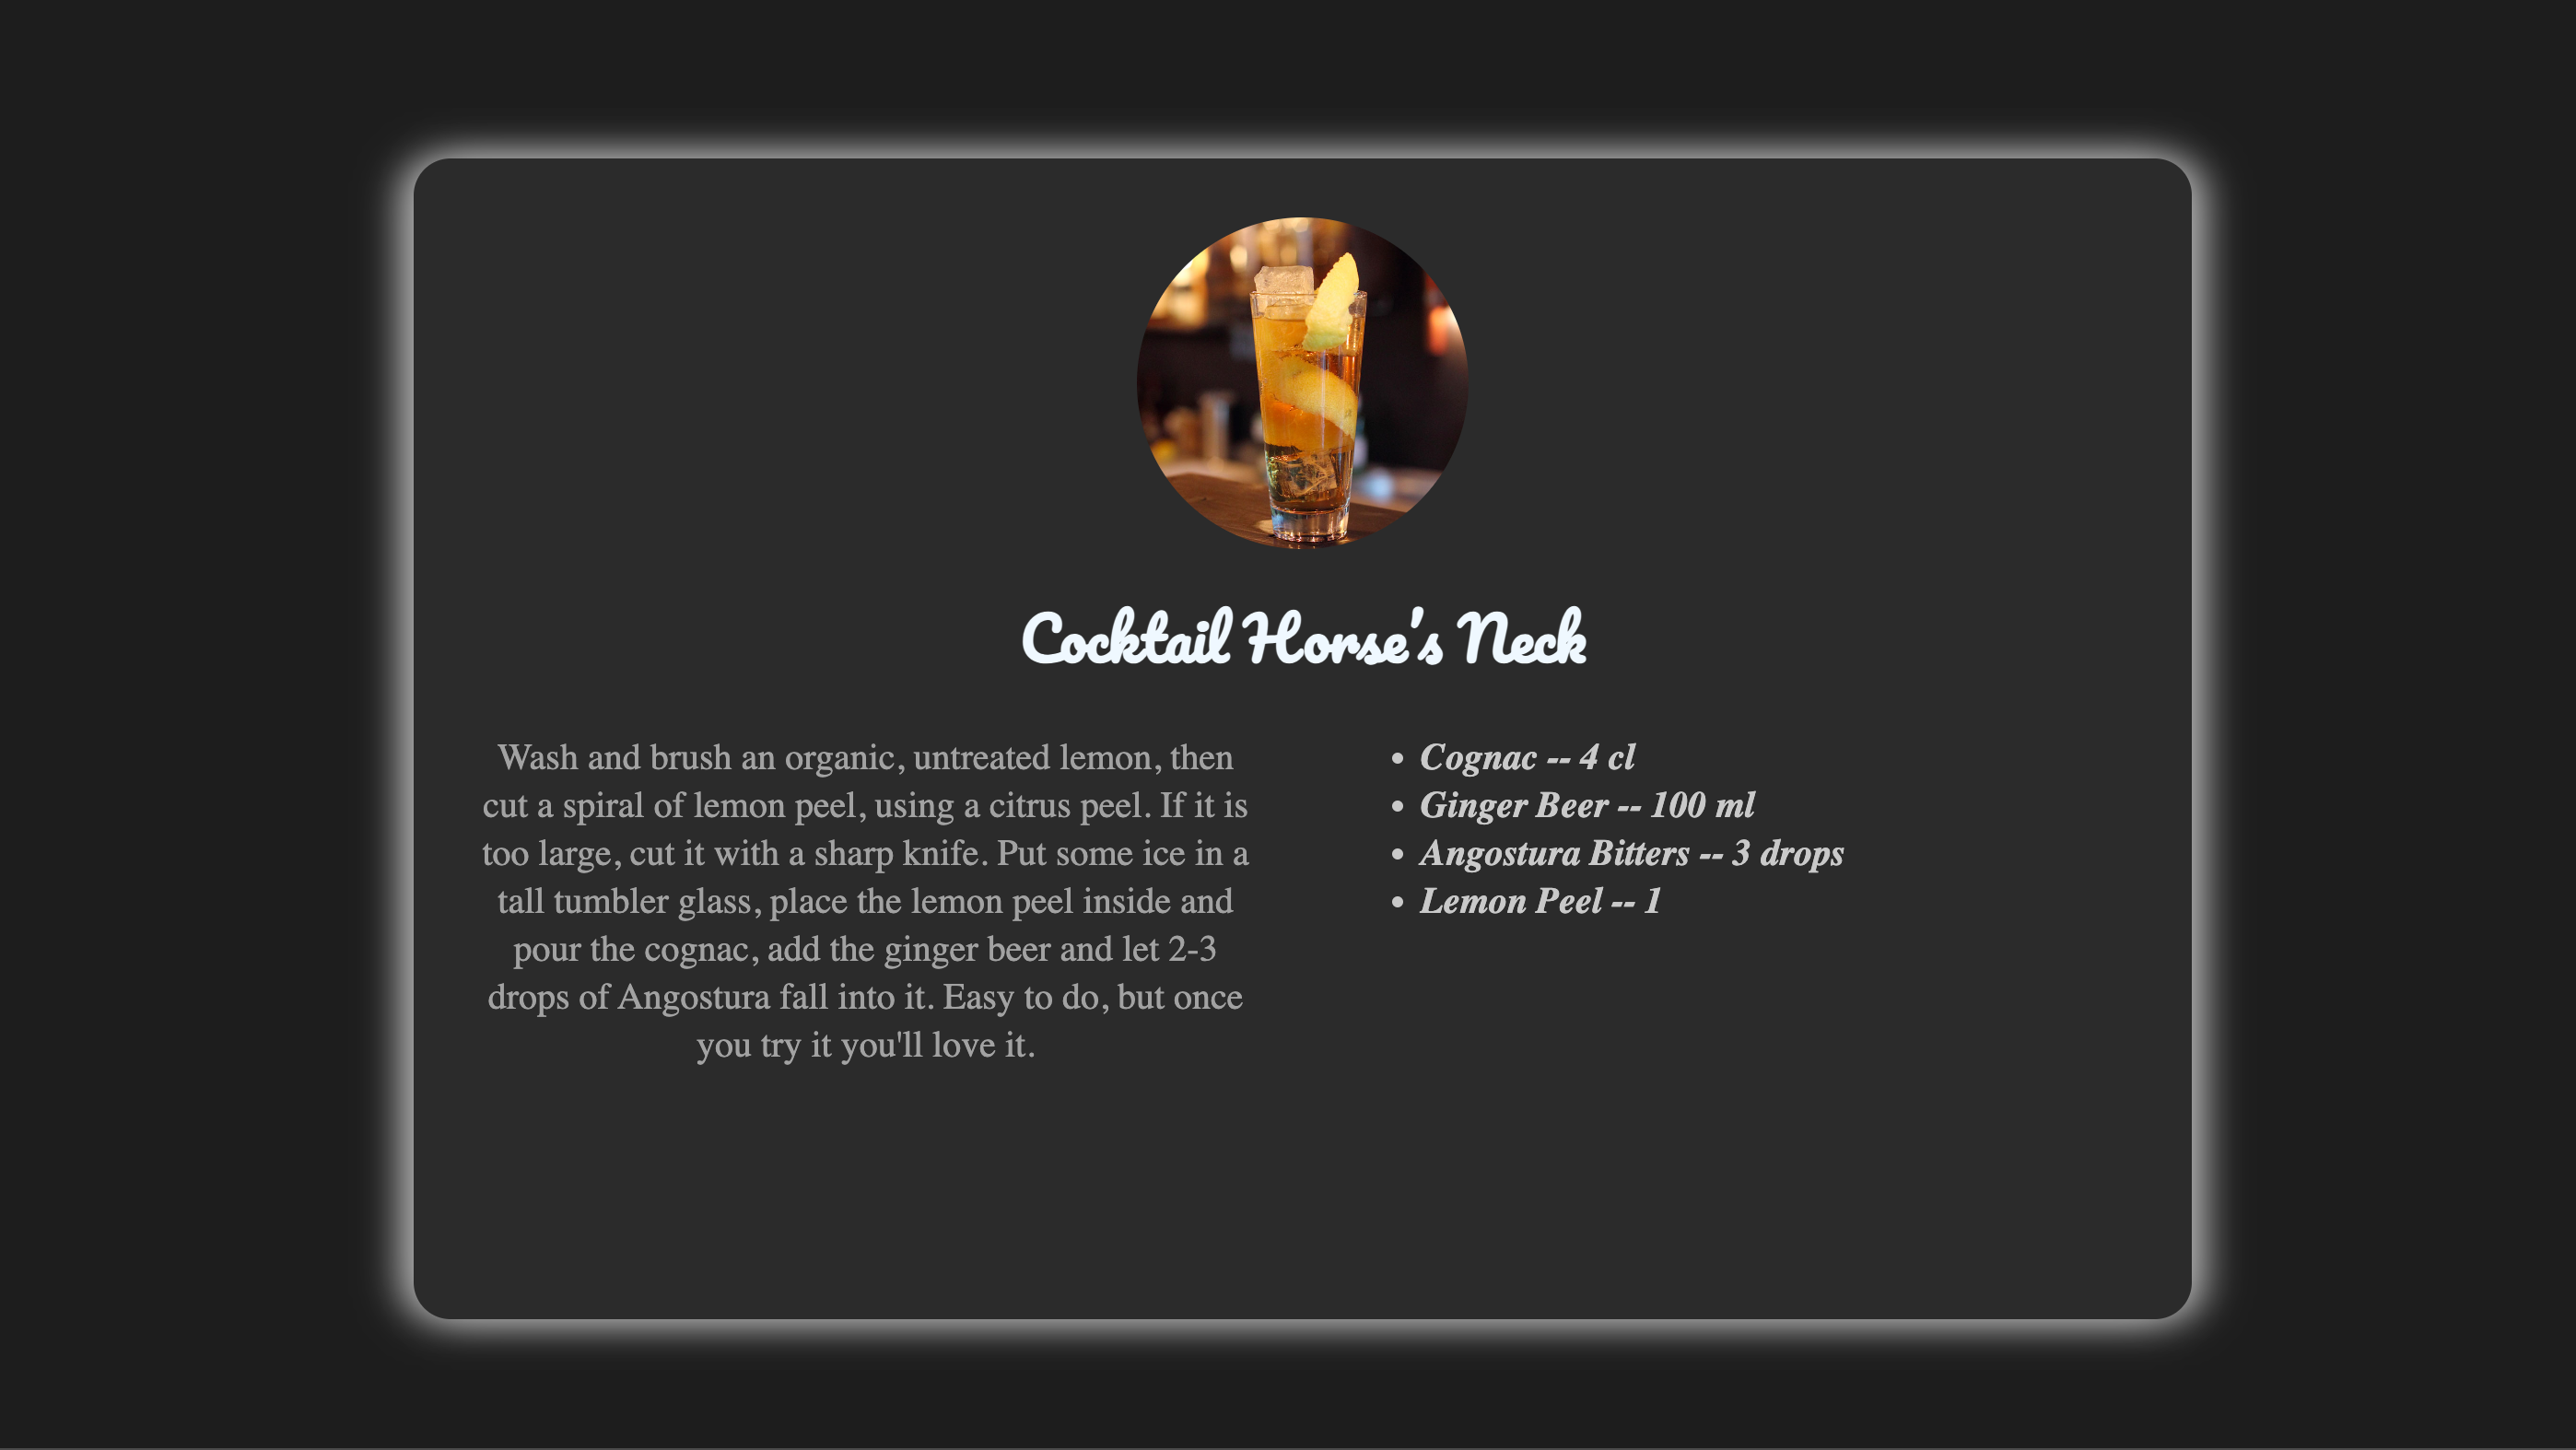 Cocktail Horse's Neck
Wash and brush an organic, untreated lemon, then
cut a spiral of lemon peel, using a citrus peel. If it is
too large, cut it with a sharp knife. Put some ice in a
tall tumbler glass, place the lemon peel inside and
pour the cognac, add the ginger beer and let 2-3
drops of Angostura fall into it. Easy to do, but once
you try it you'll love it.
• Cognac -- 4 cl
• Ginger Beer -- 100 ml
• Angostura Bitters -- 3 drops
• Lemon Peel -- 1